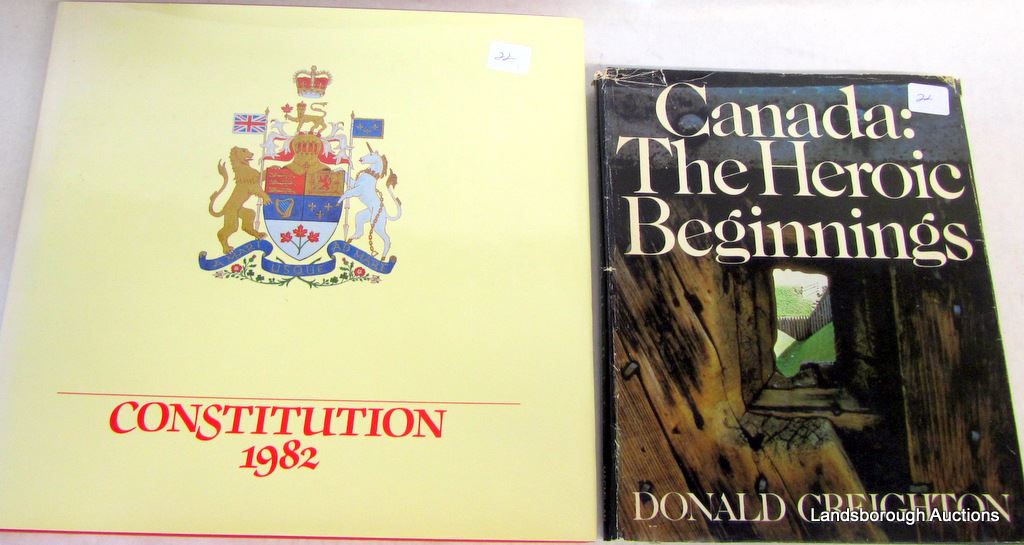 22
A MARI USQUE AD MARE
CONSTITUTION
1982
22
Canada:
The Heroic
Beginnings
DONALD CREIGHTON
Landsborough Auctions